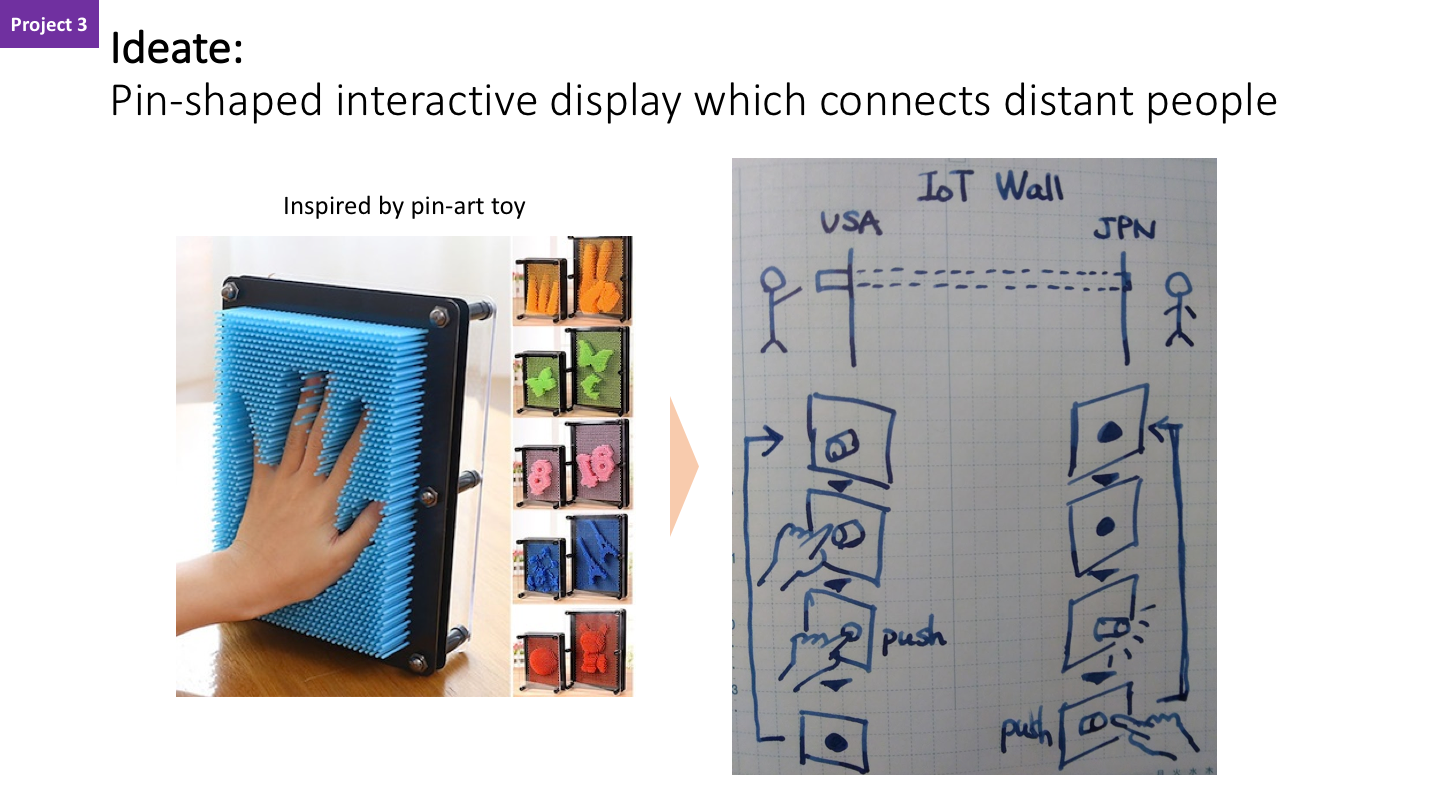 Project 3
Ideate:
Pin-shaped interactive display which connects distant people
Inspired by pin-art toy
IoT Wall
USA
JPN
push
push